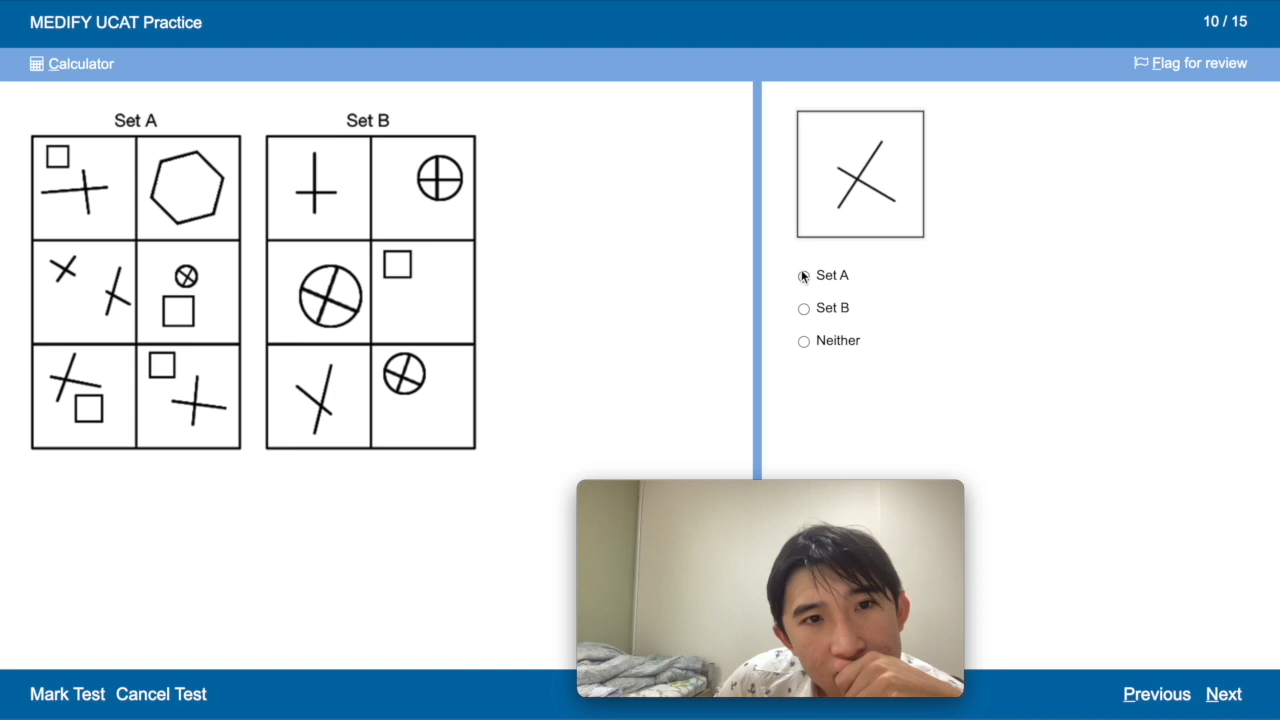 MEDIFY UCAT Practice
10 / 15
Calculator
Flag for review
Set A
Set B
Set A
Set B
Neither
Mark Test
Cancel Test
Previous
Next